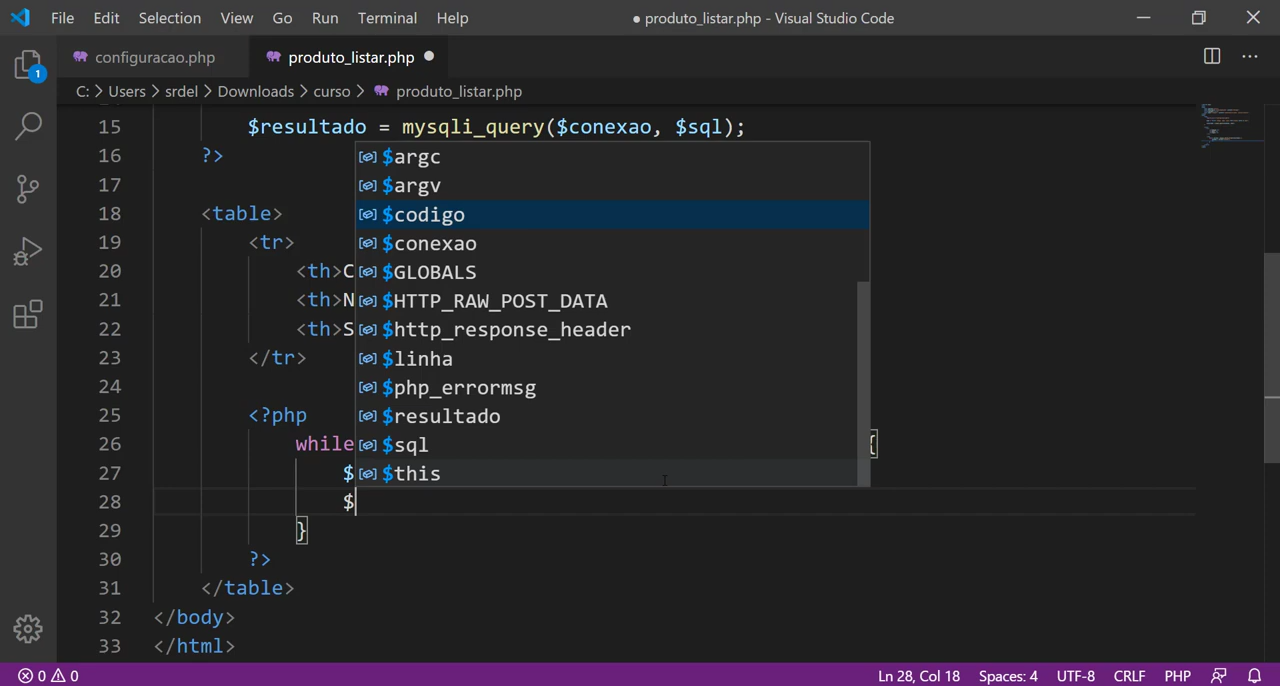 File Edit Selection View Go Run Terminal Help ● produto_listar.php - Visual Studio Code
configuracao.php produto_listar.php
1
C: > Users > srdel > Downloads > curso > produto_listar.php
15 $resultado = mysqli_query($conexao, $sql);
16 ?>
$argc
17
$argv
18 <table>
$codigo
19 <tr>
$conexao
20 <th>C
$GLOBALS
21 <th>N
$HTTP_RAW_POST_DATA
22 <th>S
$http_response_header
23 </tr>
$linha
24
$php_errormsg
25 <?php
$resultado
26 while {
$sql
27 $
$this
28 $
29 }
30 ?>
31 </table>
32 </body>
33 </html>
0 0 Ln 28, Col 18 Spaces: 4 UTF-8 CRLF PHP